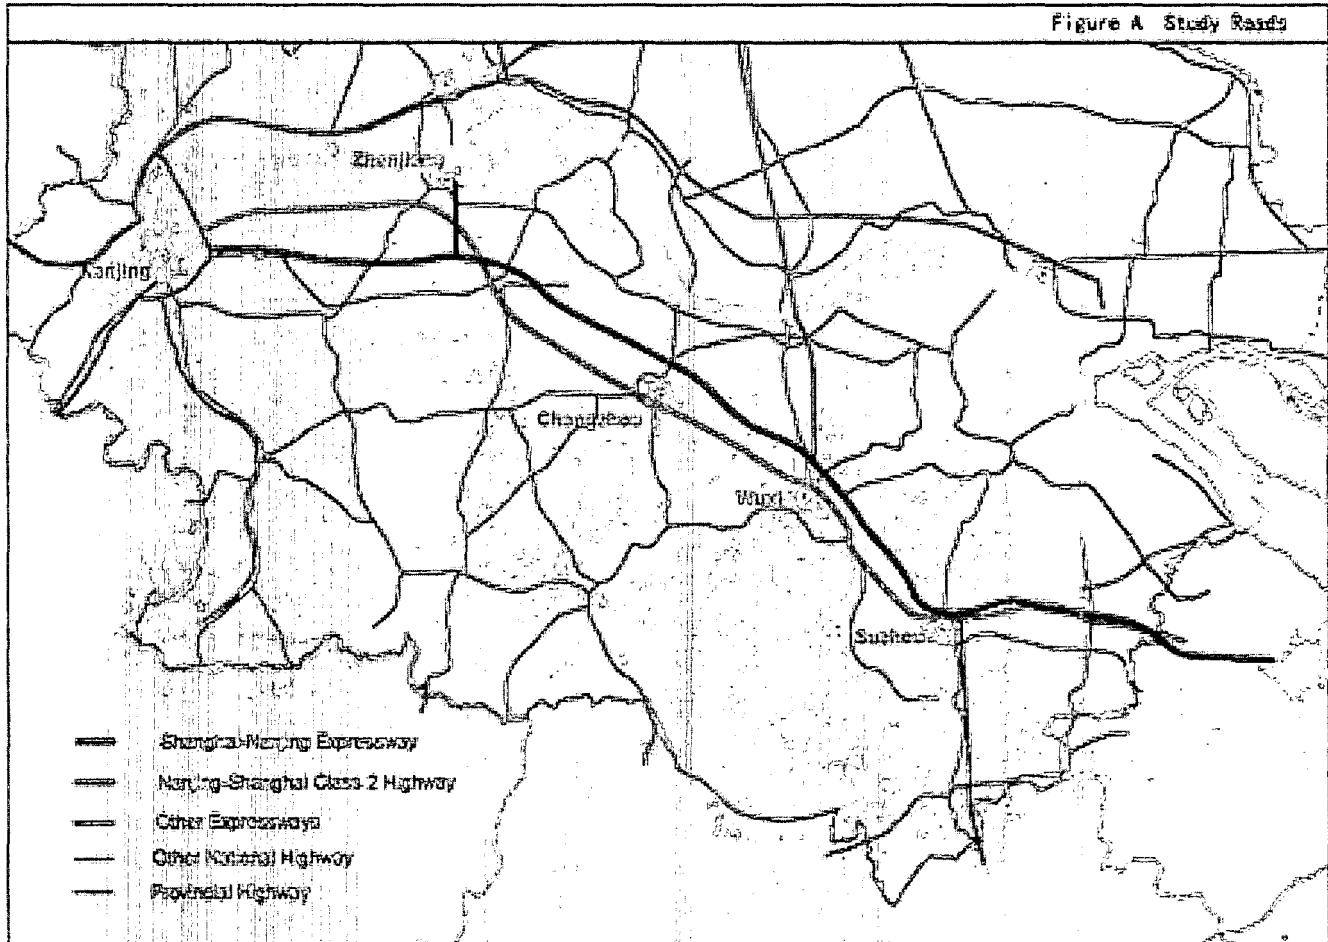 Figure A Study Roads
Zhenjiang
Nanjing
Changzhou
Wuxi
Suzhou
Shanghai-Nanjing Expressway
Nanjing-Shanghai Class 2 Highway
Other Expressways
Other National Highway
Provincial Highway